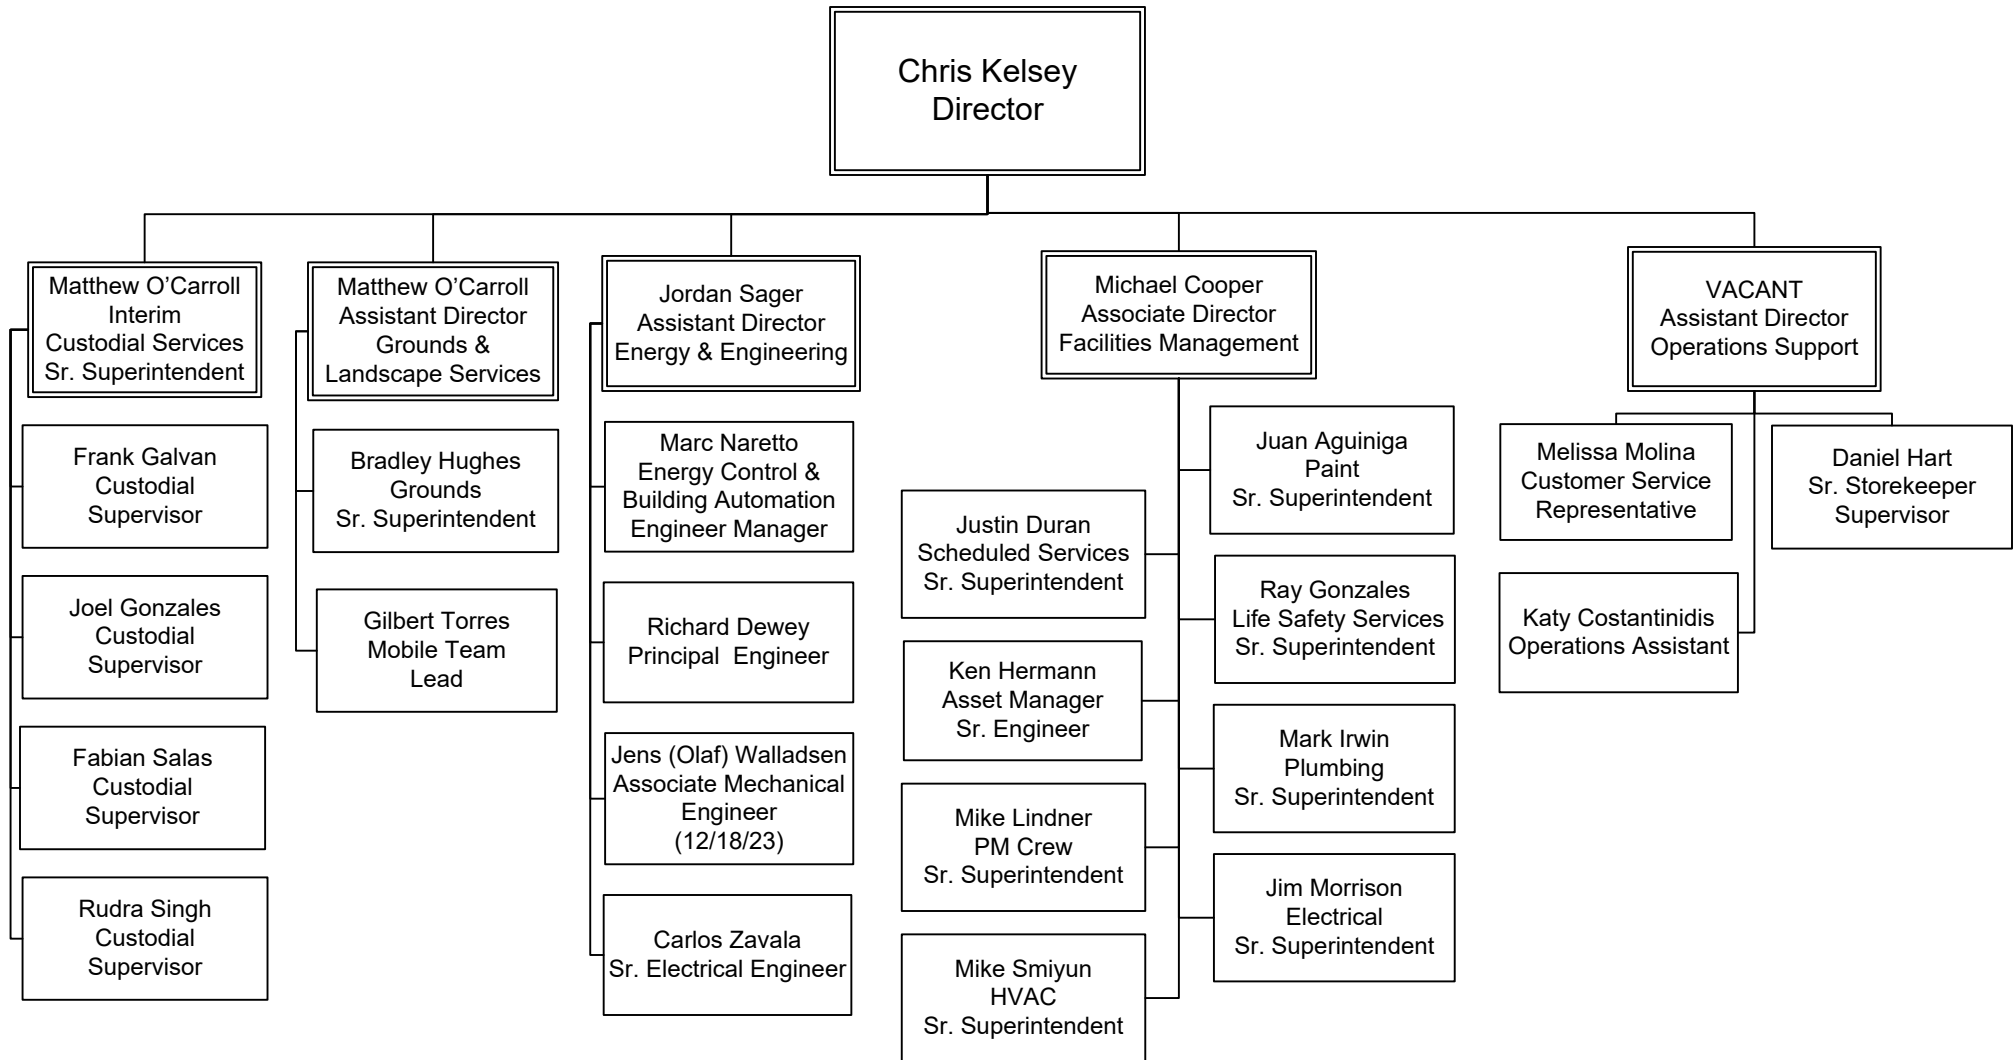 Chris Kelsey
Director
Matthew O’Carroll
Interim
Custodial Services
Sr. Superintendent
Frank Galvan
Custodial
Supervisor
Joel Gonzales
Custodial
Supervisor
Fabian Salas
Custodial
Supervisor
Rudra Singh
Custodial
Supervisor
Matthew O’Carroll
Assistant Director
Grounds &
Landscape Services
Bradley Hughes
Grounds
Sr. Superintendent
Gilbert Torres
Mobile Team
Lead
Jordan Sager
Assistant Director
Energy & Engineering
Marc Naretto
Energy Control &
Building Automation
Engineer Manager
Richard Dewey
Principal  Engineer
Jens (Olaf) Walladsen
Associate Mechanical
Engineer
(12/18/23)
Carlos Zavala
Sr. Electrical Engineer
Michael Cooper
Associate Director
Facilities Management
Justin Duran
Scheduled Services
Sr. Superintendent
Ken Hermann
Asset Manager
Sr. Engineer
Mike Lindner
PM Crew
Sr. Superintendent
Mike Smiyun
HVAC
Sr. Superintendent
Juan Aguiniga
Paint
Sr. Superintendent
Ray Gonzales
Life Safety Services
Sr. Superintendent
Mark Irwin
Plumbing
Sr. Superintendent
Jim Morrison
Electrical
Sr. Superintendent
VACANT
Assistant Director
Operations Support
Melissa Molina
Customer Service
Representative
Daniel Hart
Sr. Storekeeper
Supervisor
Katy Costantinidis
Operations Assistant